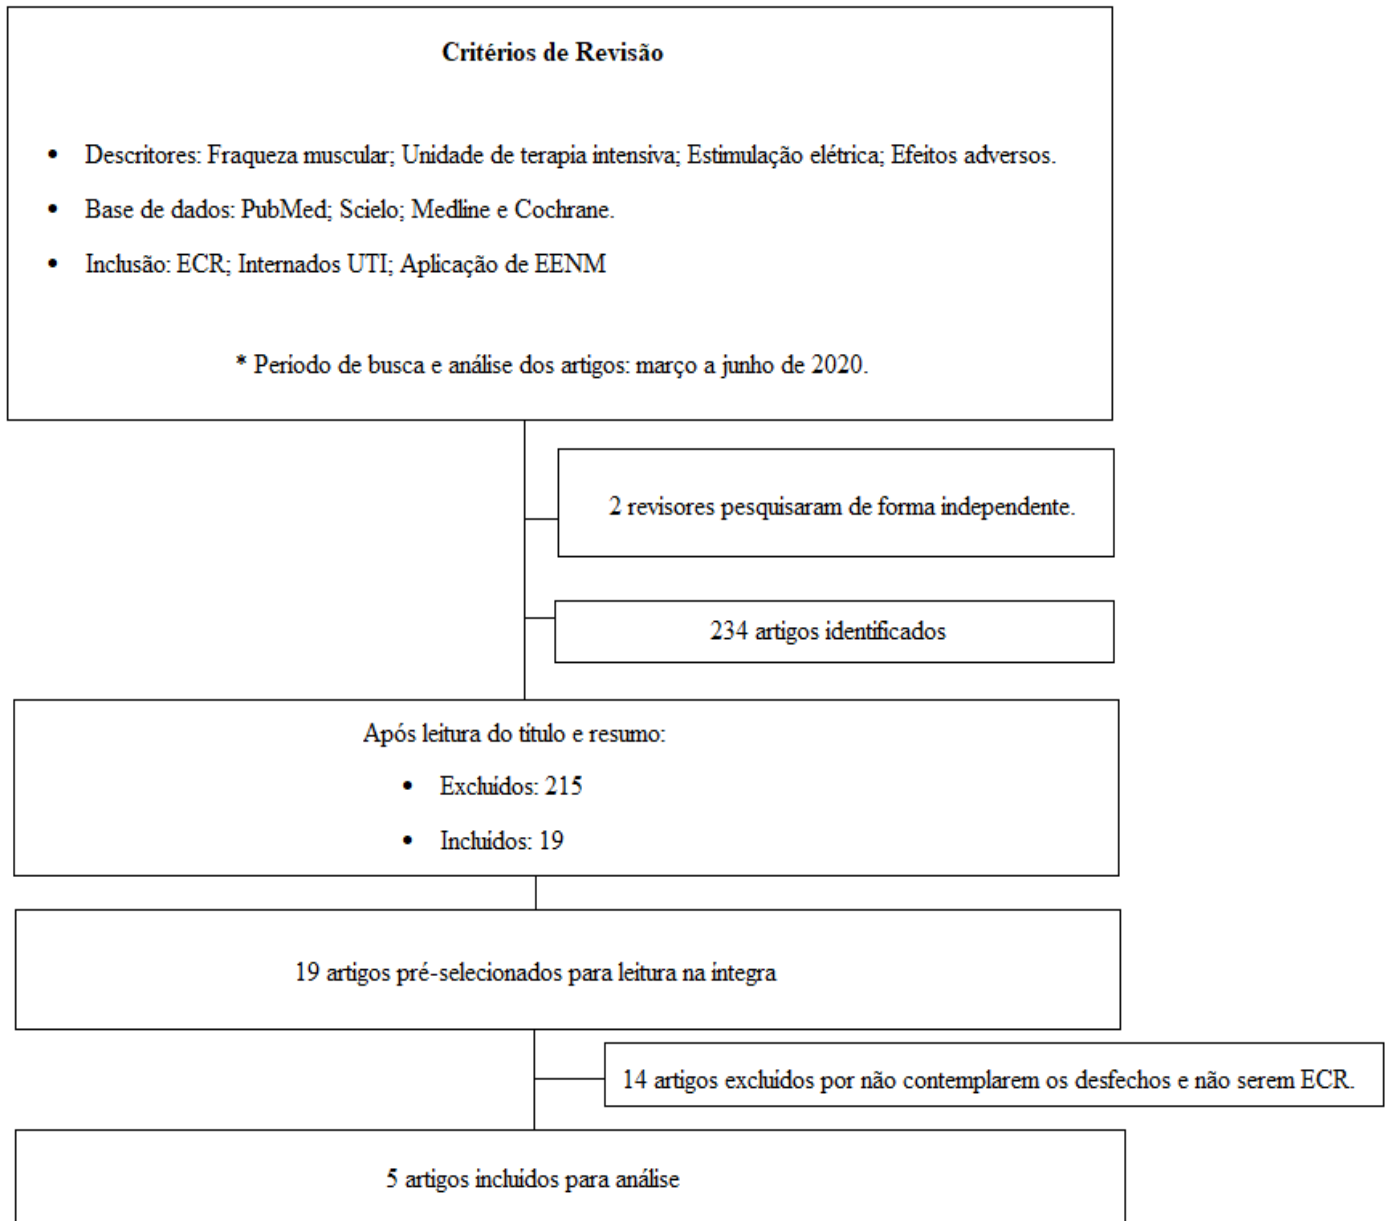 Critérios de Revisão
• Descritores: Fraqueza muscular; Unidade de terapia intensiva; Estimulação elétrica; Efeitos adversos.
• Base de dados: PubMed; Scielo; Medline e Cochrane.
• Inclusão: ECR; Internados UTI; Aplicação de EENM
* Período de busca e análise dos artigos: março a junho de 2020.
2 revisores pesquisaram de forma independente.
234 artigos identificados
Após leitura do título e resumo:
• Excluídos: 215
• Incluídos: 19
19 artigos pré-selecionados para leitura na íntegra
14 artigos excluídos por não contemplarem os desfechos e não serem ECR.
5 artigos incluídos para análise